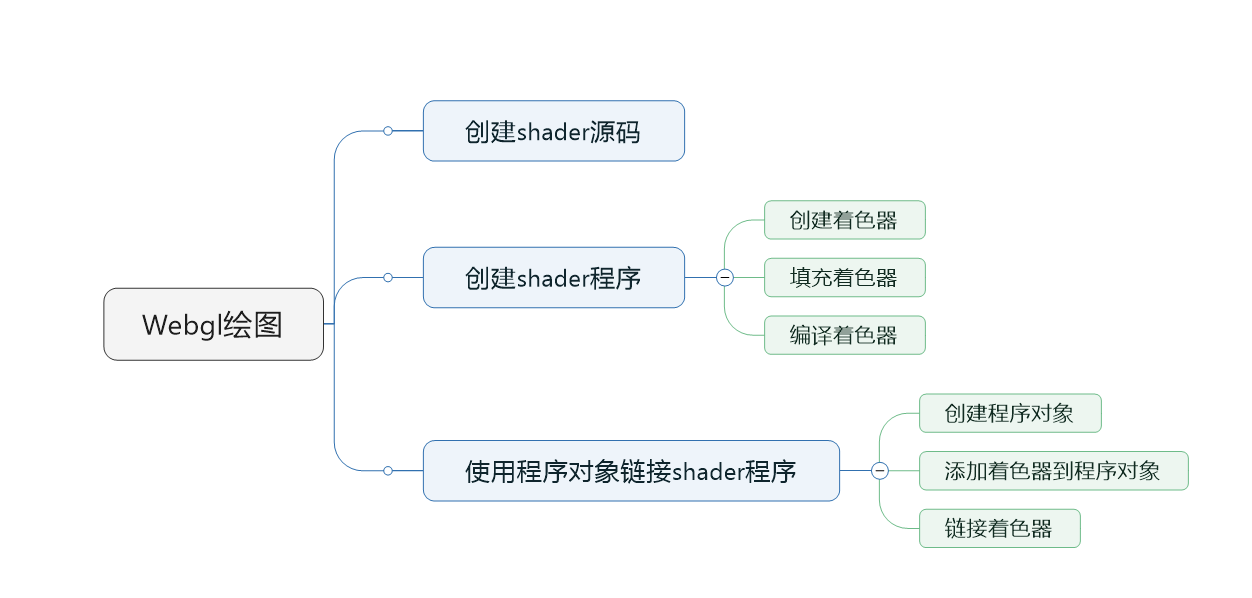 Webgl绘图
创建shader源码
创建shader程序
创建着色器
填充着色器
编译着色器
使用程序对象链接shader程序
创建程序对象
添加着色器到程序对象
链接着色器